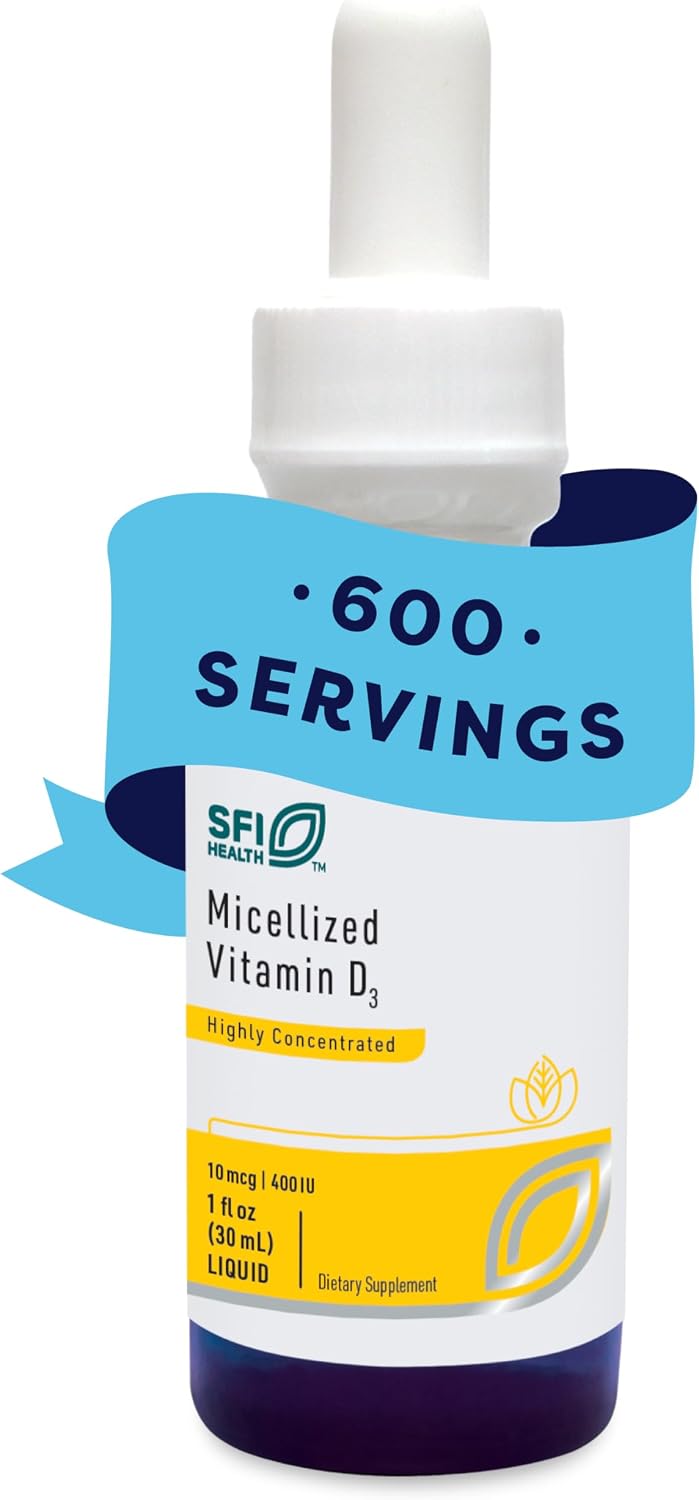 · 600 ·
SERVINGS
SFI
HEALTH
TM
Micellized
Vitamin D3
Highly Concentrated
10 mcg | 400 IU
1 fl oz
(30 mL)
LIQUID
Dietary Supplement